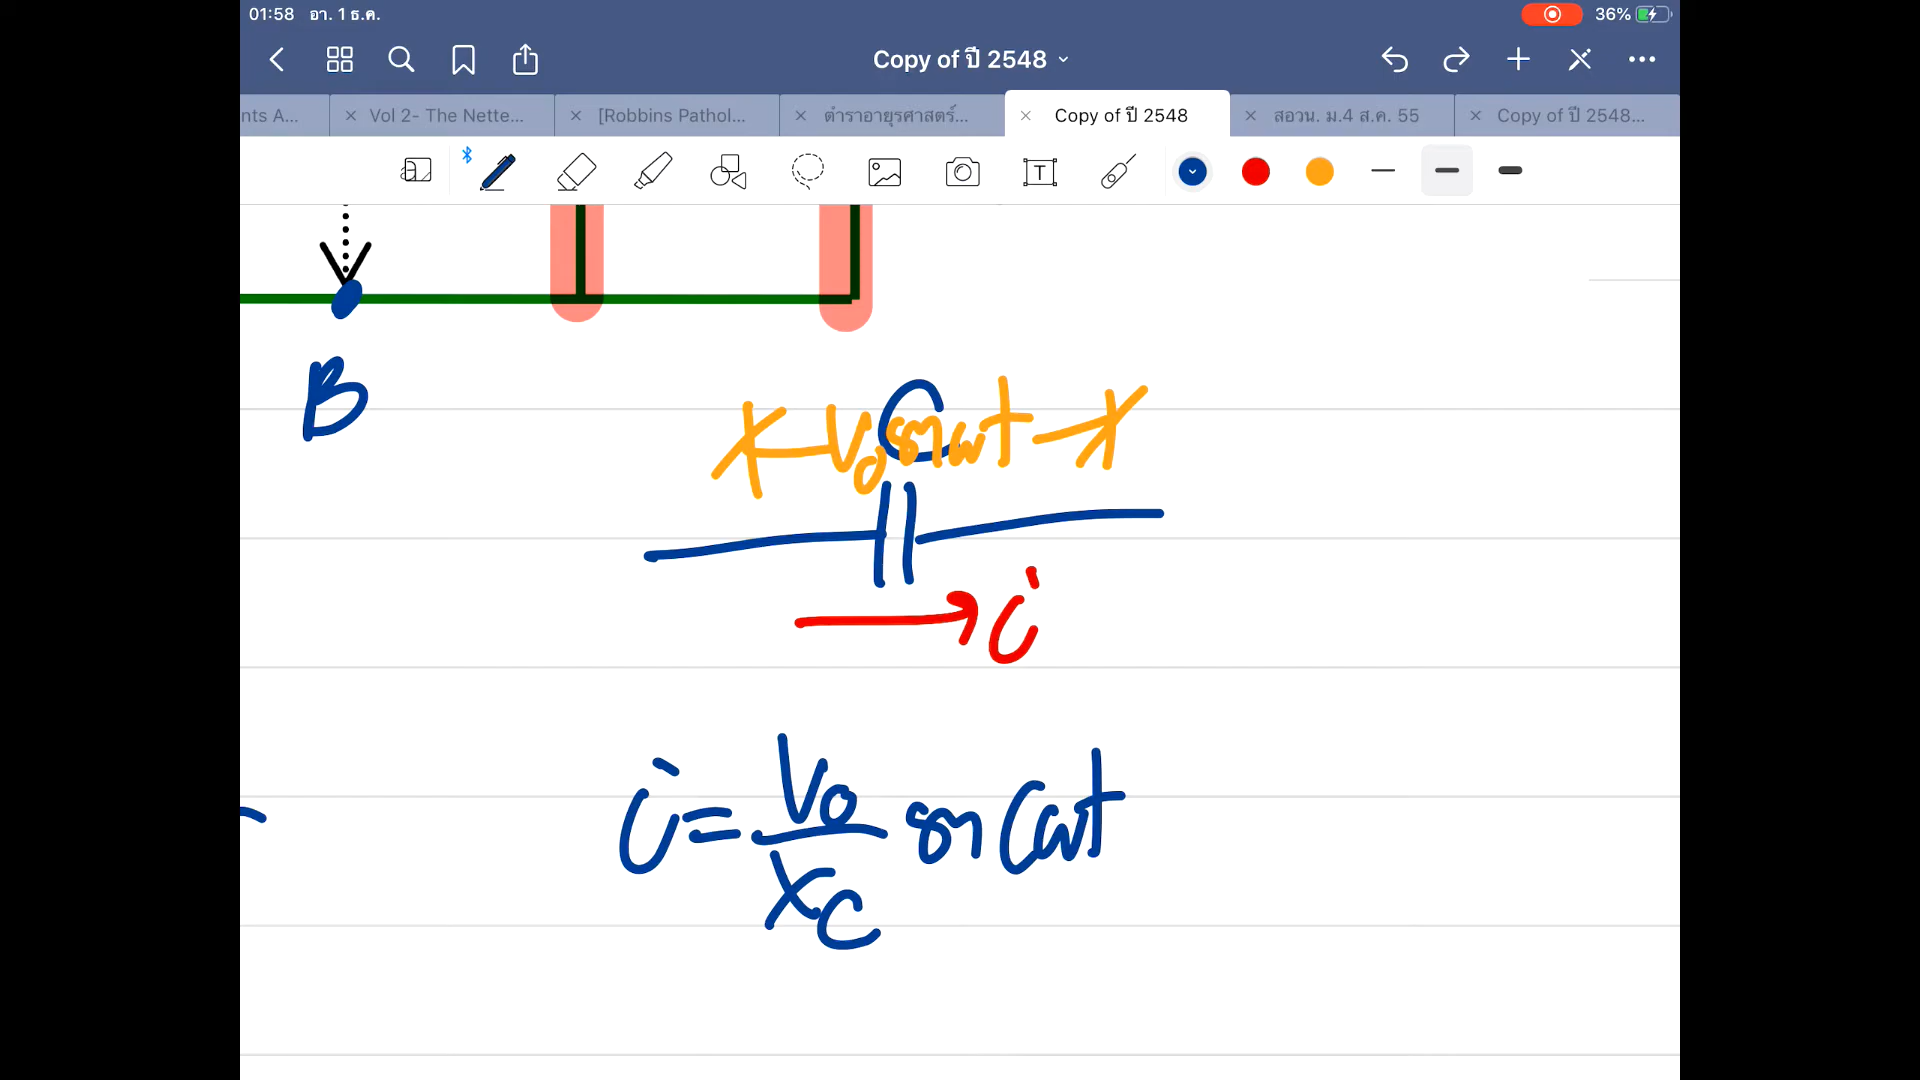 01:58 อา. 1 ธ.ค. 36%
Copy of ปี 2548
nts A... Vol 2- The Nette... [Robbins Pathol... ตำราอายุรศาสตร์... Copy of ปี 2548 สอวน. ม.4 ส.ค. 55 Copy of ปี 2548...
T
B
V₀ sin ωt
C
i
i = V₀/X_C sin(ωt